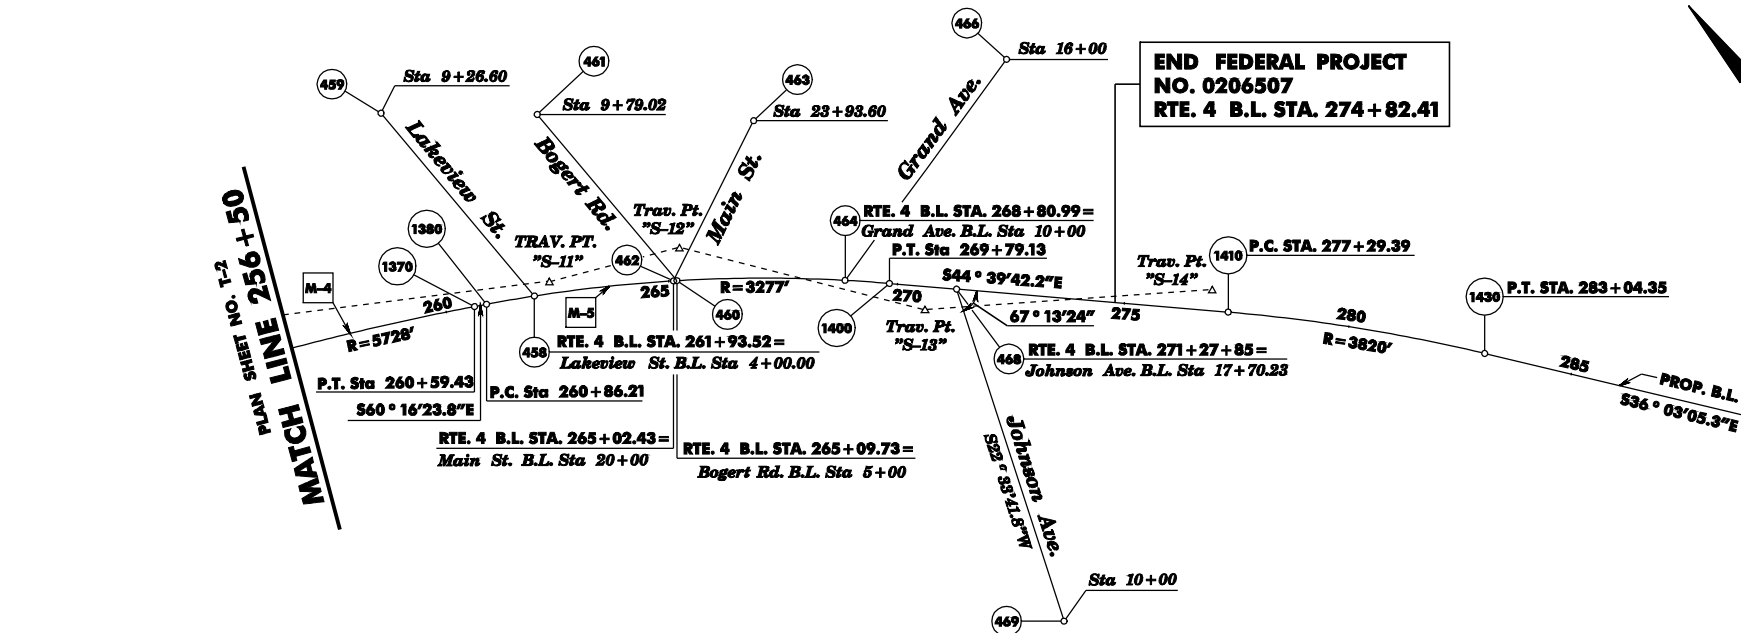 466
Sta 16+00
END FEDERAL PROJECT
NO. 0206507
RTE. 4 B.L. STA. 274+82.41
461
459
Sta 9+26.60
463
Sta 9+79.02
Sta 23+93.60
Lakeview St.
Bogert Rd.
Main St.
Grand Ave.
PLAN SHEET NO. T-2
MATCH LINE 256+50
1380
1370
TRAV. PT.
"S-11"
Trav. Pt.
"S-12"
462
464
RTE. 4 B.L. STA. 268+80.99=
Grand Ave. B.L. Sta 10+00
P.T. Sta 269+79.13
1410
P.C. STA. 277+29.39
Trav. Pt.
"S-14"
M-4
260
R=5728'
M-5
265
R=3277'
460
270
S44°39'42.2"E
1400
Trav. Pt.
"S-13"
67°13'24"
275
1430
P.T. STA. 283+04.35
280
R=3820'
285
PROP. B.L.
S36°03'05.3"E
458
RTE. 4 B.L. STA. 261+93.52=
Lakeview St. B.L. Sta 4+00.00
468
RTE. 4 B.L. STA. 271+27+85=
Johnson Ave. B.L. Sta 17+70.23
P.T. Sta 260+59.43
P.C. Sta 260+86.21
S60°16'23.8"E
RTE. 4 B.L. STA. 265+02.43=
Main St. B.L. Sta 20+00
RTE. 4 B.L. STA. 265+09.73=
Bogert Rd. B.L. Sta 5+00
Johnson Ave.
S22°33'41.8"W
Sta 10+00
469